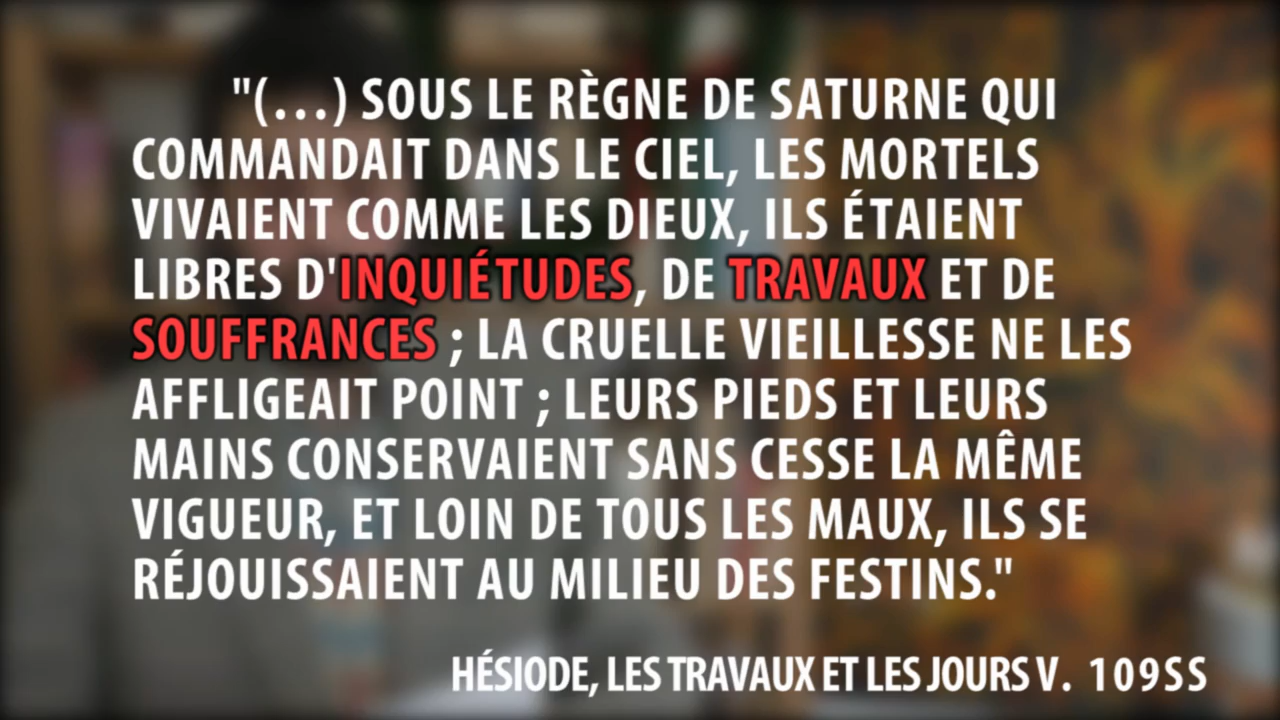 "(...) SOUS LE RÈGNE DE SATURNE QUI
COMMANDAIT DANS LE CIEL, LES MORTELS
VIVAIENT COMME LES DIEUX, ILS ÉTAIENT
LIBRES D'INQUIÉTUDES, DE TRAVAUX ET DE
SOUFFRANCES ; LA CRUELLE VIEILLESSE NE LES
AFFLIGEAIT POINT ; LEURS PIEDS ET LEURS
MAINS CONSERVAIENT SANS CESSE LA MÊME
VIGUEUR, ET LOIN DE TOUS LES MAUX, ILS SE
RÉJOUISSAIENT AU MILIEU DES FESTINS."
HÉSIODE, LES TRAVAUX ET LES JOURS V. 109SS